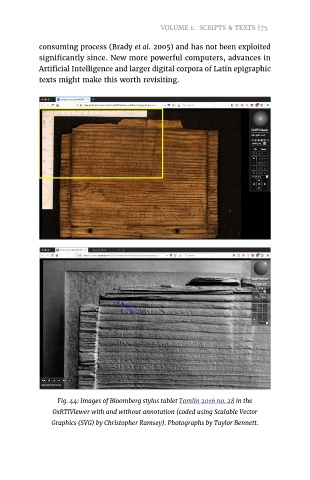 VOLUME 1: SCRIPTS & TEXTS |75
consuming process (Brady et al. 2005) and has not been exploited
significantly since. New more powerful computers, advances in
Artificial Intelligence and larger digital corpora of Latin epigraphic
texts might make this worth revisiting.
OxRTIViewer
Fig. 44: Images of Bloomberg stylus tablet Tomlin 2016 no. 28 in the
OxRTIViewer with and without annotation (coded using Scalable Vector
Graphics (SVG) by Christopher Ramsey). Photographs by Taylor Bennett.